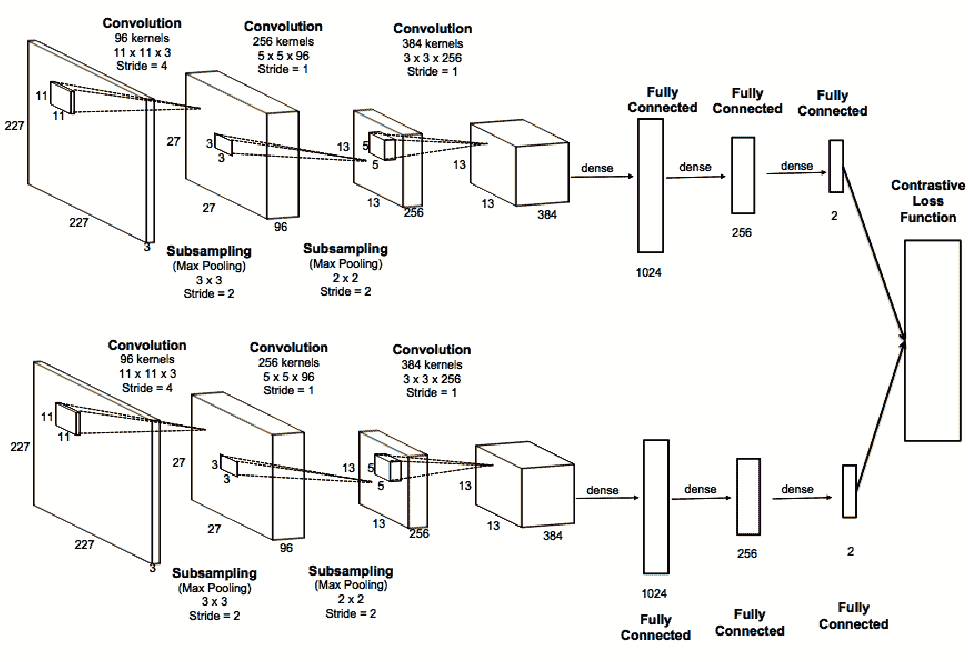 Convolution
96 kernels
11 x 11 x 3
Stride = 4
Convolution
256 kernels
5 x 5 x 96
Stride = 1
Convolution
384 kernels
3 x 3 x 256
Stride = 1
11
11
227
227
3
27
3
3
27
96
13
5
5
13
256
13
13
384
Subsampling
(Max Pooling)
3 x 3
Stride = 2
Subsampling
(Max Pooling)
2 x 2
Stride = 2
dense
Fully
Connected
1024
dense
Fully
Connected
256
dense
Fully
Connected
2
Contrastive
Loss
Function
Convolution
96 kernels
11 x 11 x 3
Stride = 4
Convolution
256 kernels
5 x 5 x 96
Stride = 1
Convolution
384 kernels
3 x 3 x 256
Stride = 1
11
11
227
227
3
27
3
3
27
96
13
5
5
13
256
13
13
384
Subsampling
(Max Pooling)
3 x 3
Stride = 2
Subsampling
(Max Pooling)
2 x 2
Stride = 2
dense
1024
Fully
Connected
dense
256
Fully
Connected
dense
2
Fully
Connected